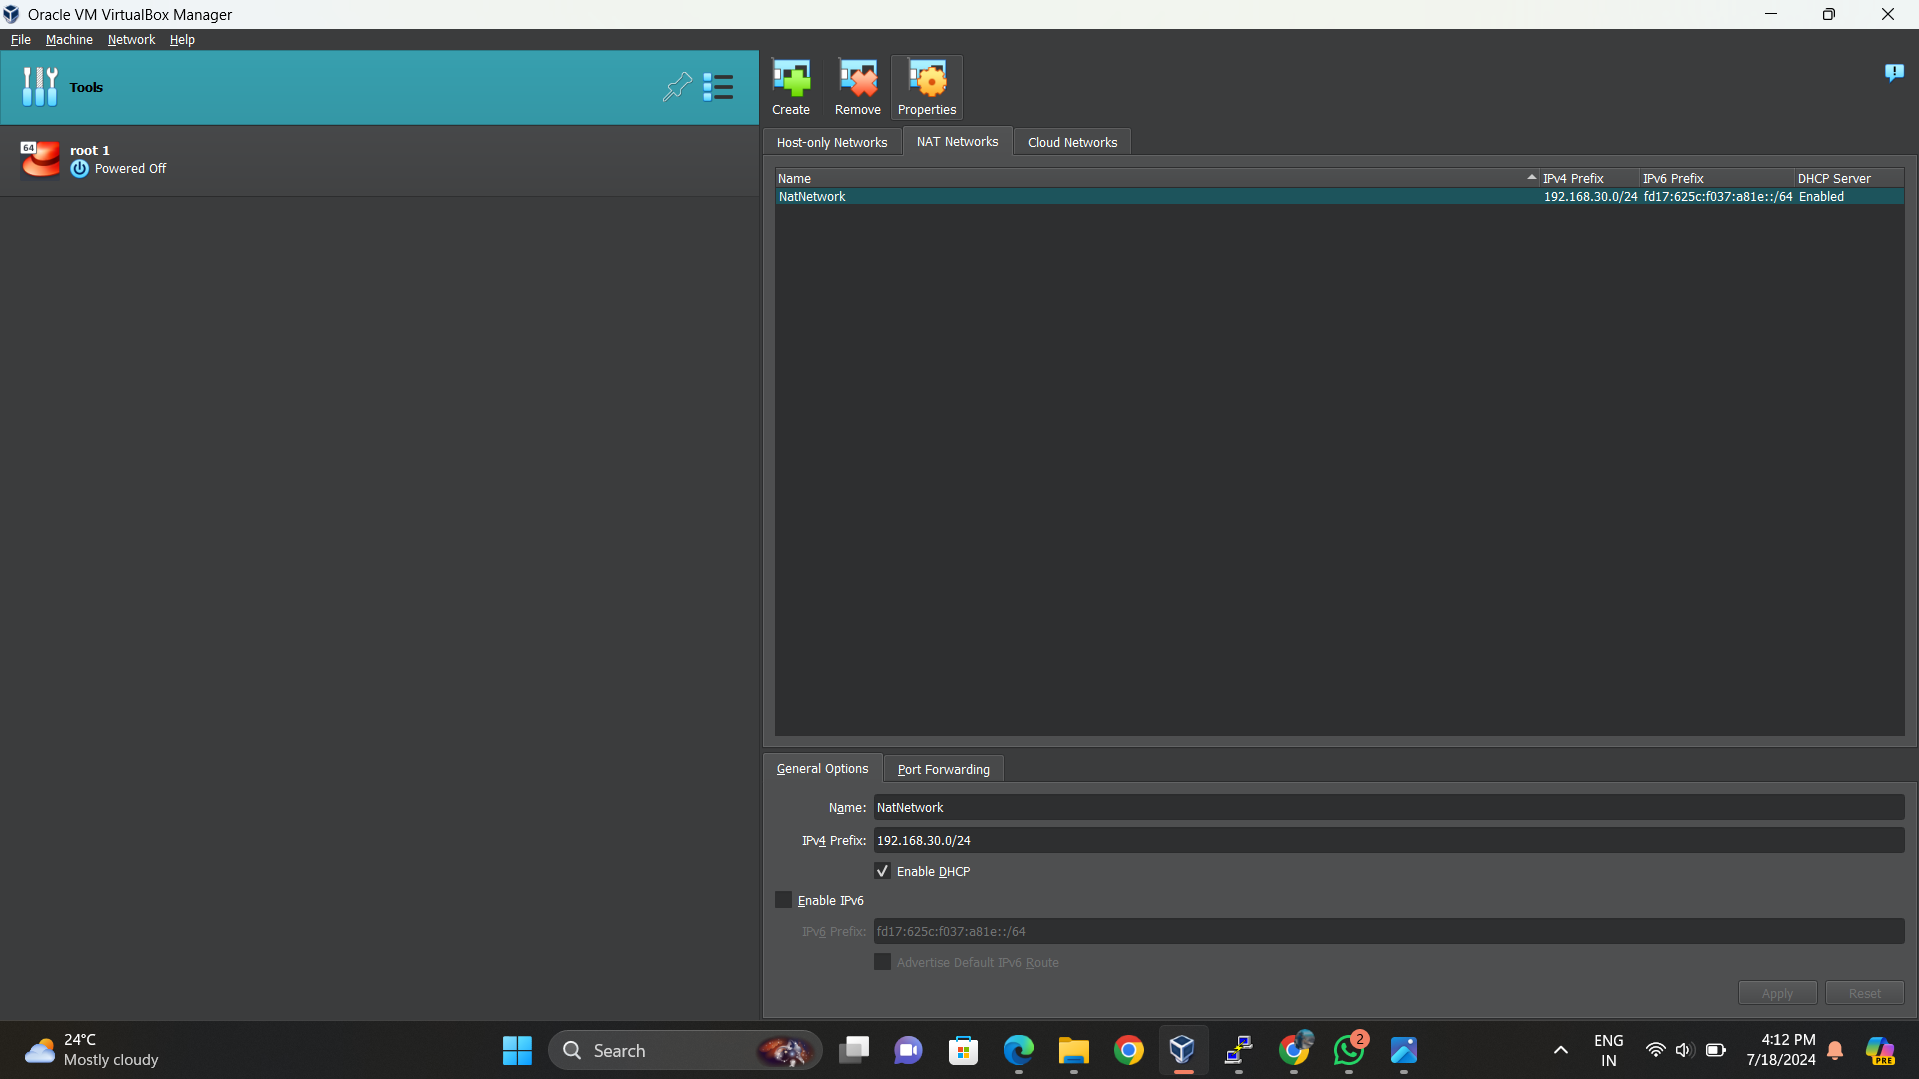 Oracle VM VirtualBox Manager
File Machine Network Help
Tools
64
root 1
Powered Off
Create Remove Properties
Host-only Networks NAT Networks Cloud Networks
Name IPv4 Prefix IPv6 Prefix DHCP Server
NatNetwork 192.168.30.0/24 fd17:625c:f037:a81e::/64 Enabled
General Options Port Forwarding
Name: NatNetwork
IPv4 Prefix: 192.168.30.0/24
Enable DHCP
Enable IPv6
IPv6 Prefix: fd17:625c:f037:a81e::/64
Advertise Default IPv6 Route
Apply Reset
24°C
Mostly cloudy
Search
2
ENG
IN
4:12 PM
7/18/2024
PRE